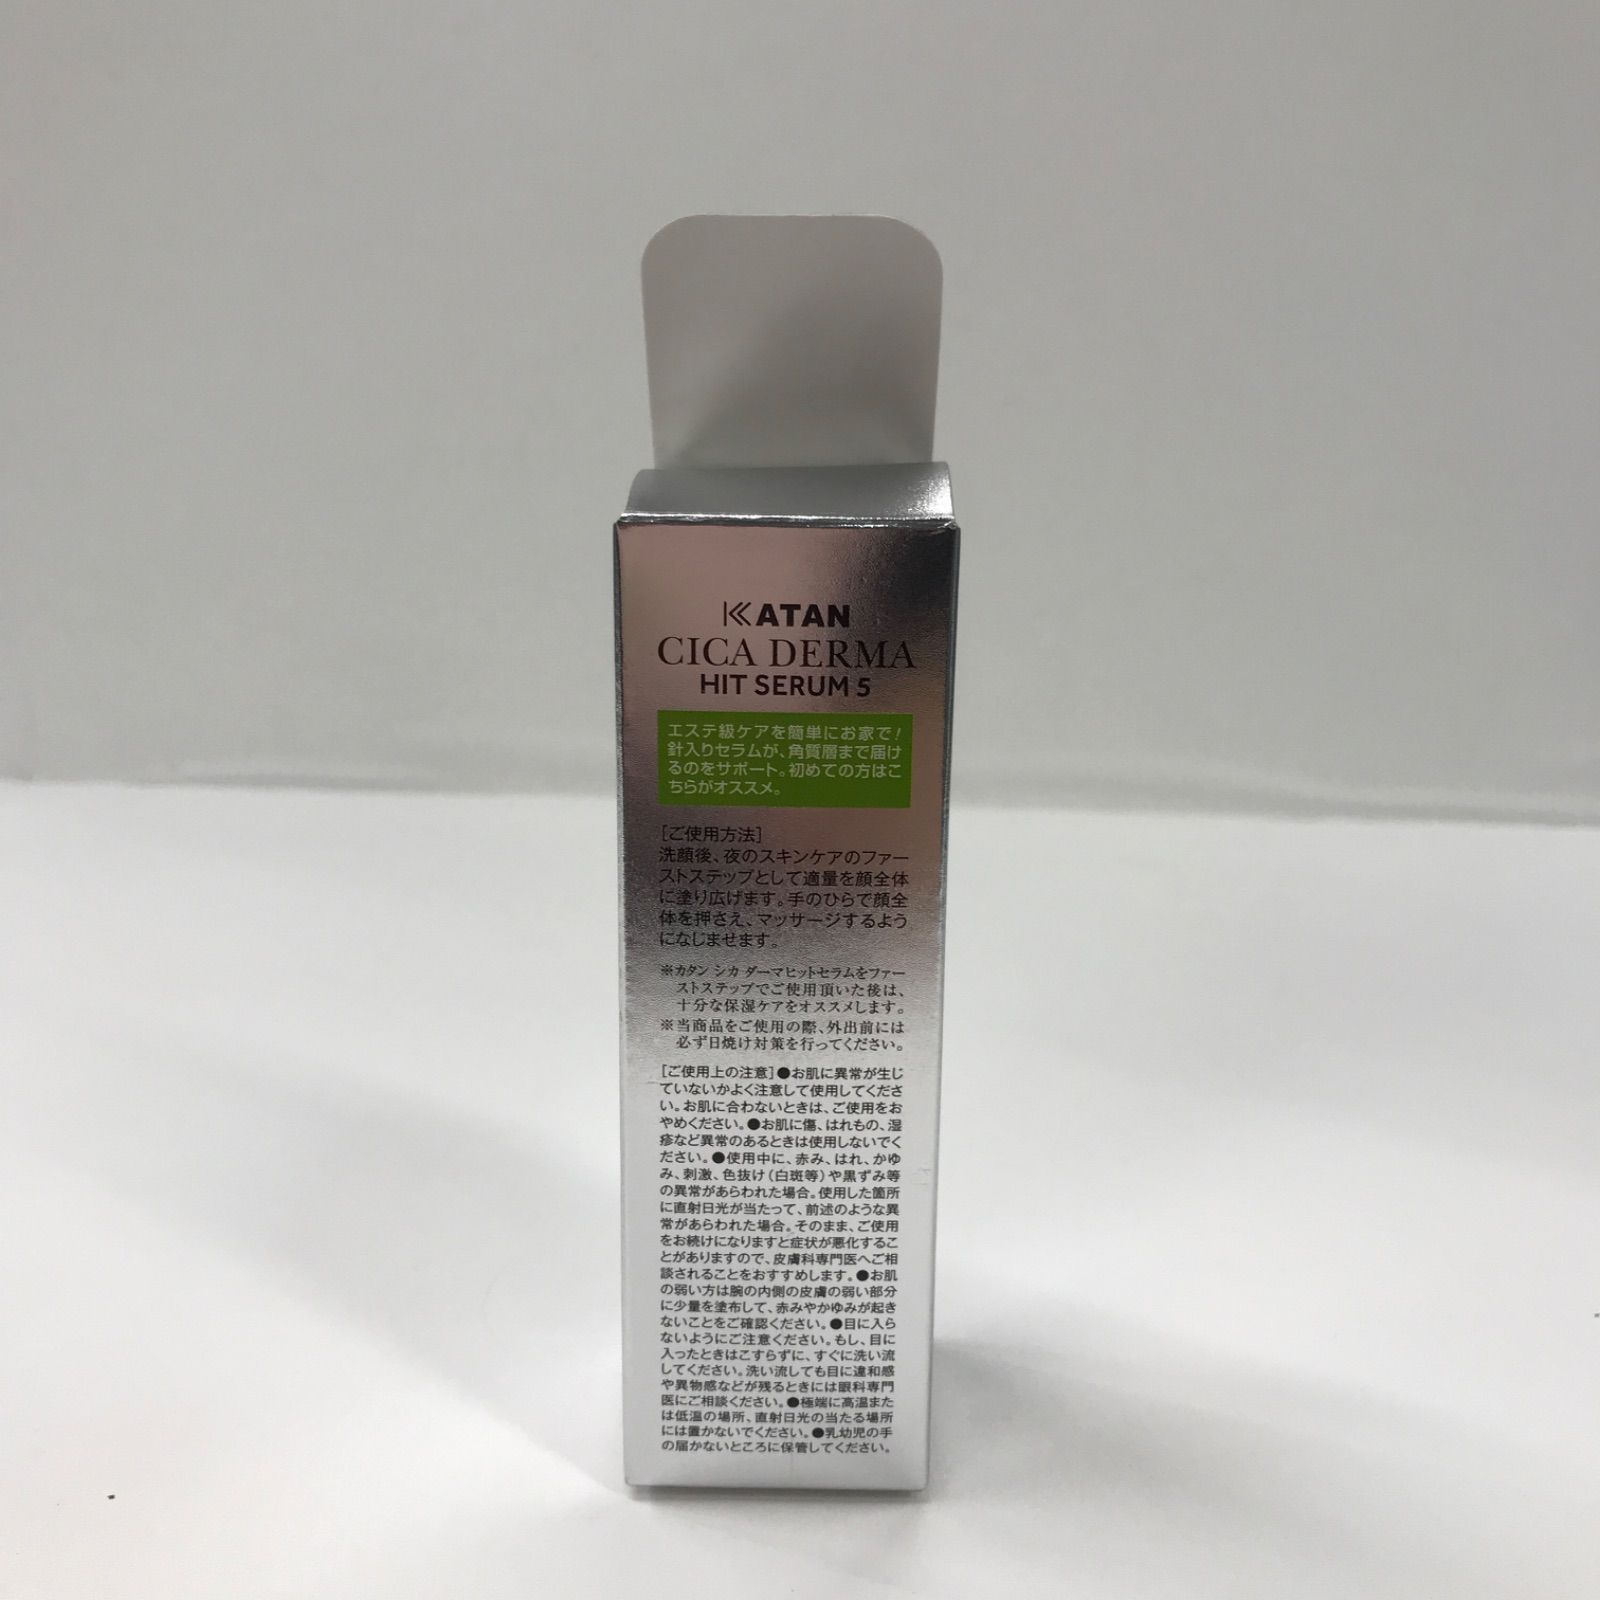 KATAN
CICA DERMA
HIT SERUM 5
エステ級ケアを簡単にお家で!
針入りセラムが、角質層まで届け
るのをサポート。初めての方はこ
ちらがオススメ。
[ご使用方法]
洗顔後、夜のスキンケアのファー
ストステップとして適量を顔全体
に塗り広げます。手のひらで顔全
体を押さえ、マッサージするよう
になじませます。
※カタン シカ ダーマヒットセラムをファー
ストステップでご使用頂いた後は、
十分な保湿ケアをオススメします。
※当商品をご使用の際、外出前には
必ず日焼け対策を行ってください。
[ご使用上の注意]●お肌に異常が生じ
ていないかよく注意して使用してくださ
い。お肌に合わないときは、ご使用をお
やめください。●お肌に傷、はれもの、湿
疹など異常のあるときは使用しないでく
ださい。●使用中に、赤み、はれ、かゆ
み、刺激、色抜け(白斑等)や黒ずみ等
の異常があらわれた場合。使用した箇所
に直射日光が当たって、前述のような異
常があらわれた場合。そのまま、ご使用
をお続けになりますと症状が悪化するこ
とがありますので、皮膚科専門医へご相
談されることをおすすめします。●お肌
の弱い方は腕の内側の皮膚の弱い部分
に少量を塗布して、赤みやかゆみが起き
ないことをご確認ください。●目に入ら
ないようにご注意ください。もし、目に
入ったときはこすらずに、すぐに洗い流
してください。洗い流しても目に違和感
や異物感などが残るときには眼科専門
医にご相談ください。●極端に高温また
は低温の場所、直射日光の当たる場所
には置かないでください。●乳幼児の手
の届かないところに保管してください。